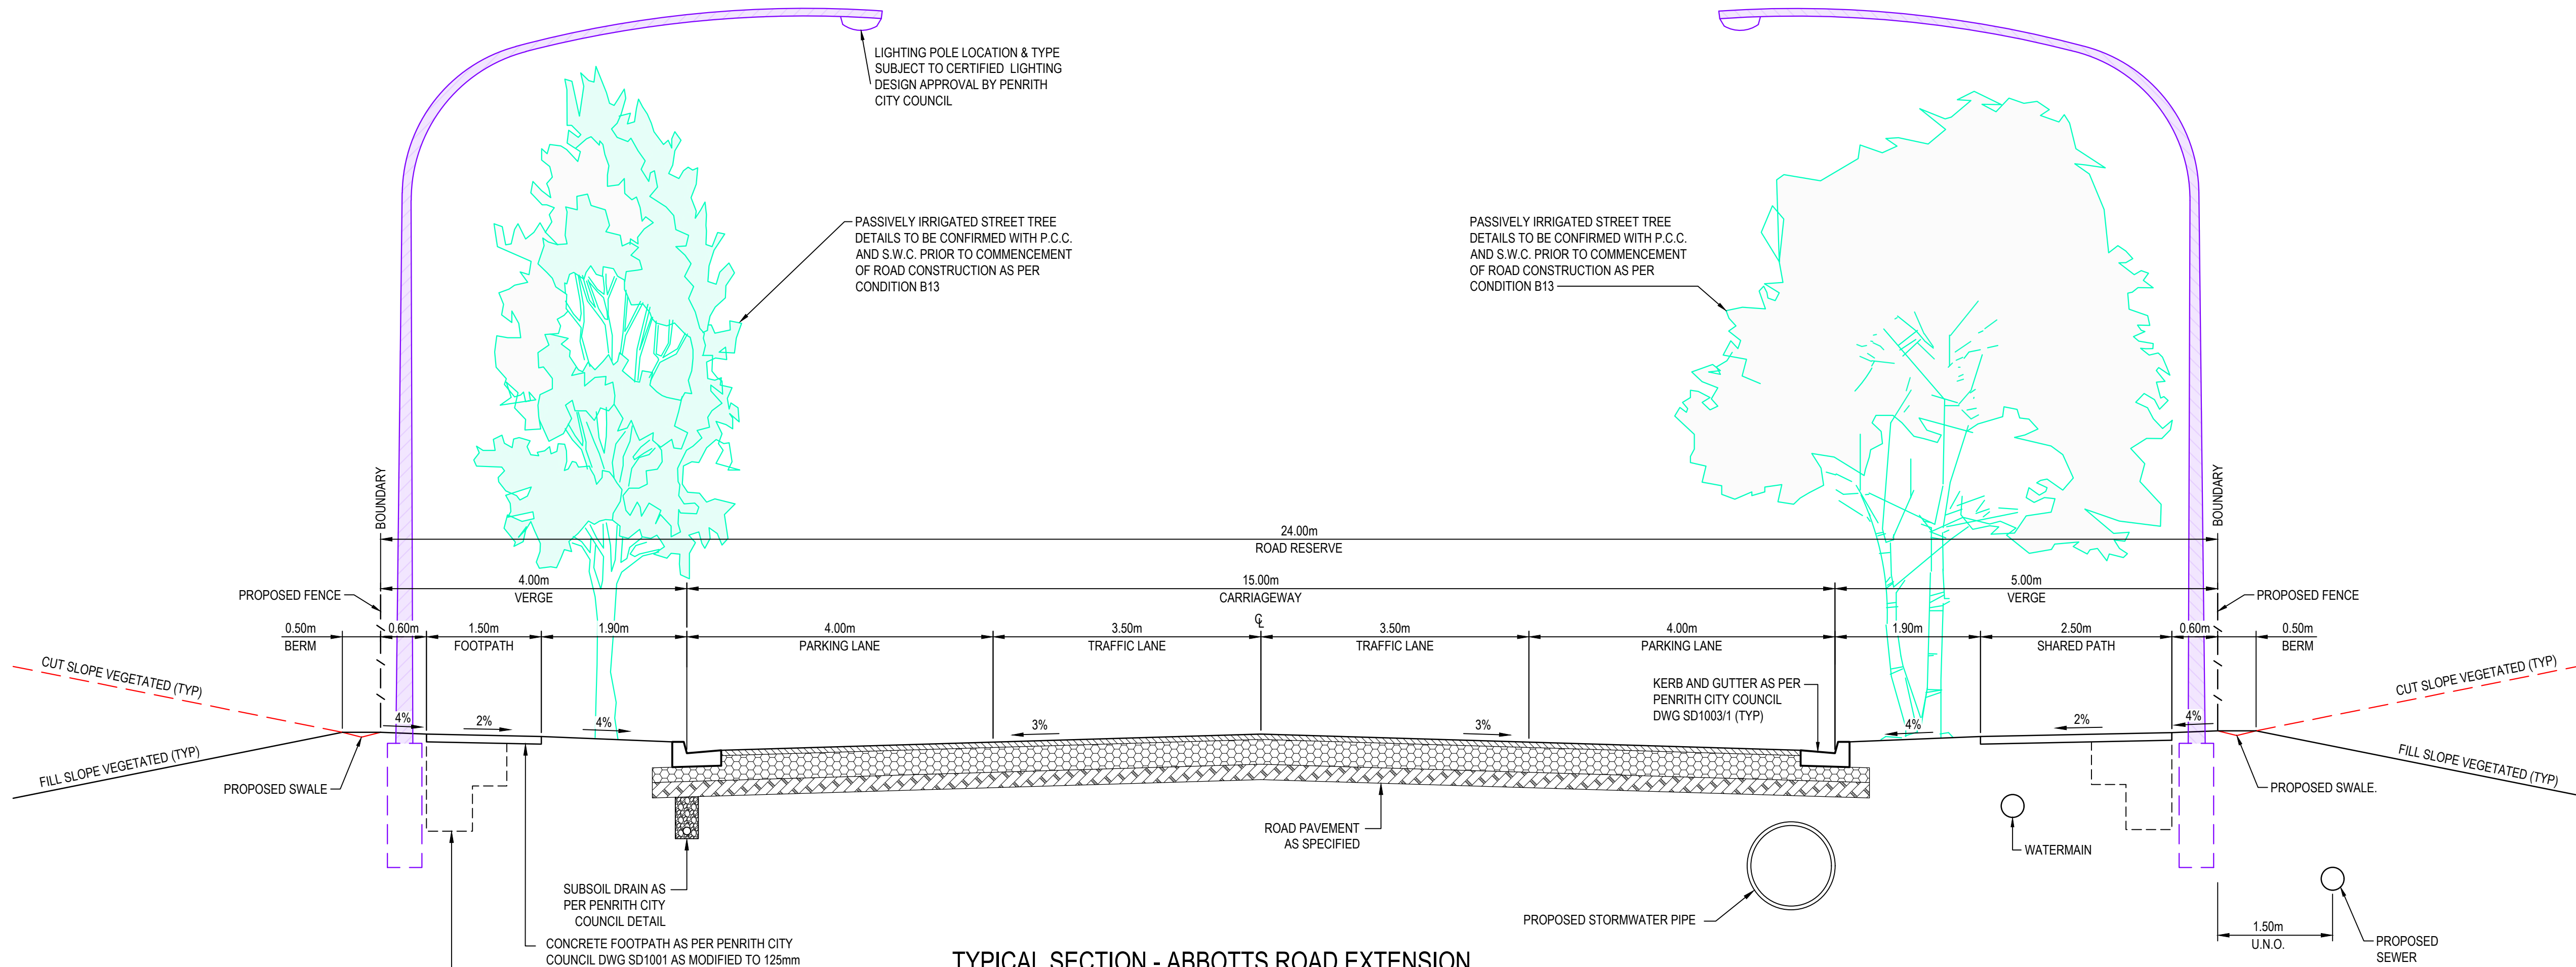 LIGHTING POLE LOCATION & TYPE
SUBJECT TO CERTIFIED LIGHTING
DESIGN APPROVAL BY PENRITH
CITY COUNCIL
PASSIVELY IRRIGATED STREET TREE
DETAILS TO BE CONFIRMED WITH P.C.C.
AND S.W.C. PRIOR TO COMMENCEMENT
OF ROAD CONSTRUCTION AS PER
CONDITION B13
PASSIVELY IRRIGATED STREET TREE
DETAILS TO BE CONFIRMED WITH P.C.C.
AND S.W.C. PRIOR TO COMMENCEMENT
OF ROAD CONSTRUCTION AS PER
CONDITION B13
BOUNDARY
BOUNDARY
24.00m
ROAD RESERVE
4.00m
VERGE
15.00m
CARRIAGEWAY
5.00m
VERGE
PROPOSED FENCE
PROPOSED FENCE
0.50m
BERM
0.60m
1.50m
FOOTPATH
1.90m
4.00m
PARKING LANE
3.50m
TRAFFIC LANE
CL
3.50m
TRAFFIC LANE
4.00m
PARKING LANE
1.90m
2.50m
SHARED PATH
0.60m
0.50m
BERM
CUT SLOPE VEGETATED (TYP)
CUT SLOPE VEGETATED (TYP)
KERB AND GUTTER AS PER
PENRITH CITY COUNCIL
DWG SD1003/1 (TYP)
4%
2%
4%
3%
3%
4%
2%
4%
FILL SLOPE VEGETATED (TYP)
FILL SLOPE VEGETATED (TYP)
PROPOSED SWALE
PROPOSED SWALE.
ROAD PAVEMENT
AS SPECIFIED
WATERMAIN
SUBSOIL DRAIN AS
PER PENRITH CITY
COUNCIL DETAIL
PROPOSED STORMWATER PIPE
1.50m
U.N.O.
PROPOSED
SEWER
CONCRETE FOOTPATH AS PER PENRITH CITY
COUNCIL DWG SD1001 AS MODIFIED TO 125mm
TYPICAL SECTION - ABBOTTS ROAD EXTENSION